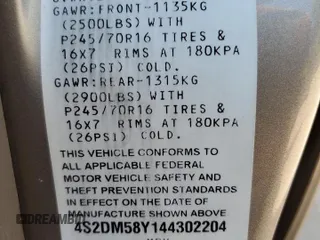 GAWR:FRONT-1135KG
(2500LBS) WITH
P245/70R16 TIRES &
16x7 RIMS AT 180KPA
(26PSI) COLD.
GAWR:REAR-1315KG
(2900LBS) WITH
P245/70R16 TIRES &
16x7 RIMS AT 180KPA
(26PSI) COLD.
THIS VEHICLE CONFORMS TO
ALL APPLICABLE FEDERAL
MOTOR VEHICLE SAFETY AND
THEFT PREVENTION STANDARDS
IN EFFECT ON THE DATE OF
MANUFACTURE SHOWN ABOVE
4S2DM58Y144302204